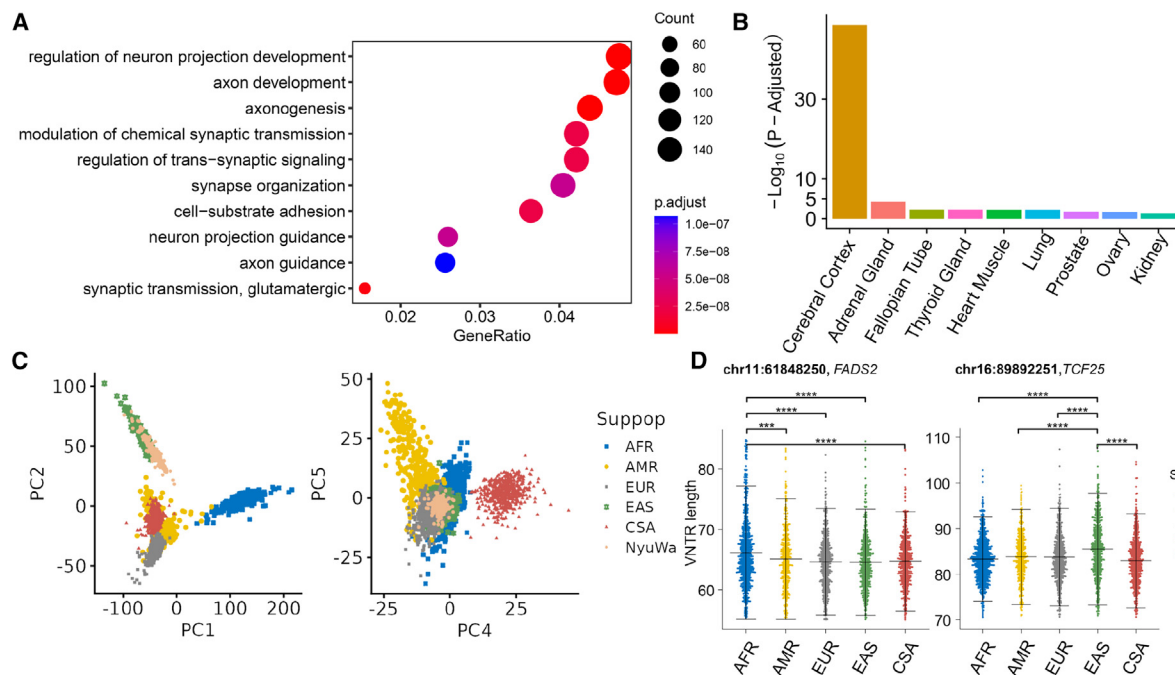 A
regulation of neuron projection development
axon development
axonogenesis
modulation of chemical synaptic transmission
regulation of trans−synaptic signaling
synapse organization
cell−substrate adhesion
neuron projection guidance
axon guidance
synaptic transmission, glutamatergic
0.02 0.03 0.04
GeneRatio
Count
60
80
100
120
140
p.adjust
1.0e−07
7.5e−08
5.0e−08
2.5e−08
B
−Log10 (P − Adjusted)
30
10
5
0
Cerebral Cortex
Adrenal Gland
Fallopian Tube
Thyroid Gland
Heart Muscle
Lung
Prostate
Ovary
Kidney
C
PC2
100
50
0
-50
-100 0 100 200
PC1
PC5
50
25
0
-25
-25 0 25
PC4
Suppop
AFR
AMR
EUR
EAS
CSA
NyuWa
D
chr11:61848250, FADS2
****
****
***
****
VNTR length
80
70
60
AFR AMR EUR EAS CSA
chr16:89892251,TCF25
****
****
****
****
110
100
90
80
70
AFR AMR EUR EAS CSA
S